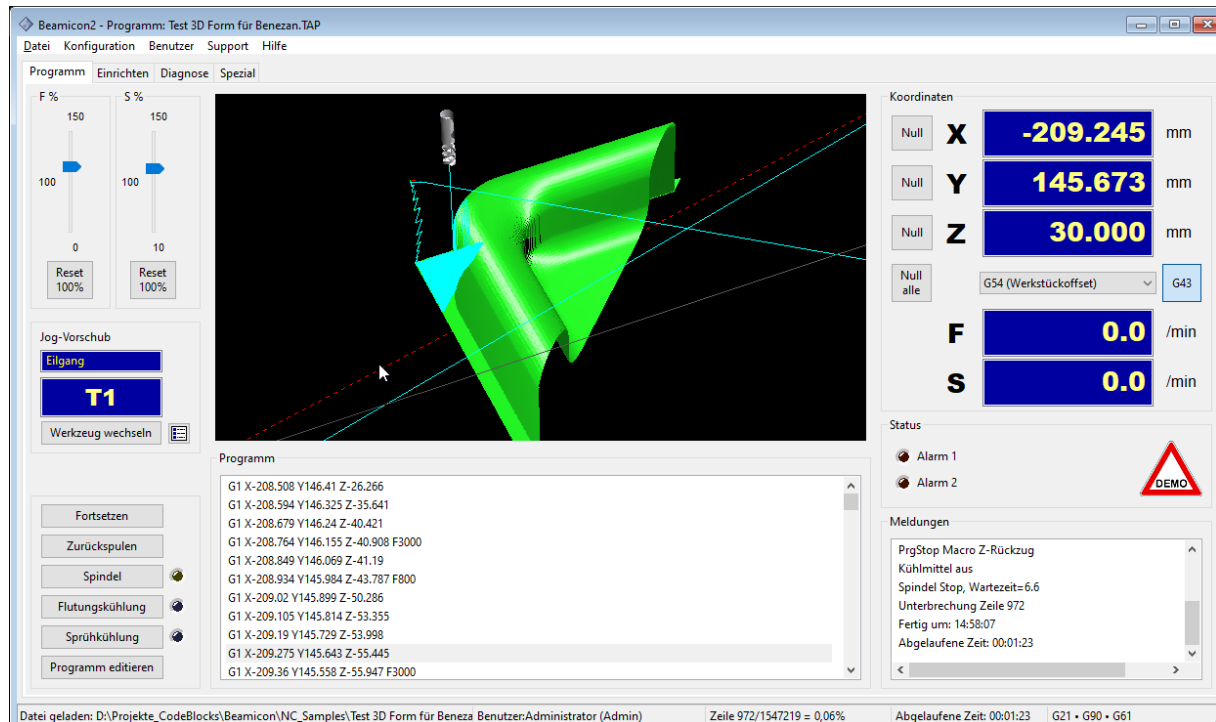 Beamicon2 - Programm: Test 3D Form für Benezan.TAP
Datei Konfiguration Benutzer Support Hilfe
Programm Einrichten Diagnose Spezial
F %
150
100
0
Reset
100%
S %
150
100
10
Reset
100%
Jog-Vorschub
Eilgang
T1
Werkzeug wechseln
Fortsetzen
Zurückspulen
Spindel
Flutungskühlung
Sprühkühlung
Programm editieren
Programm
G1 X-208.508 Y146.41 Z-26.266
G1 X-208.594 Y146.325 Z-35.641
G1 X-208.679 Y146.24 Z-40.421
G1 X-208.764 Y146.155 Z-40.908 F3000
G1 X-208.849 Y146.069 Z-41.19
G1 X-208.934 Y145.984 Z-43.787 F800
G1 X-209.02 Y145.899 Z-50.286
G1 X-209.105 Y145.814 Z-53.355
G1 X-209.19 Y145.729 Z-53.998
G1 X-209.275 Y145.643 Z-55.445
G1 X-209.36 Y145.558 Z-55.947 F3000
Koordinaten
Null X -209.245 mm
Null Y 145.673 mm
Null Z 30.000 mm
Null
alle
G54 (Werkstückoffset) G43
F 0.0 /min
S 0.0 /min
Status
Alarm 1
Alarm 2
DEMO
Meldungen
PrgStop Macro Z-Rückzug
Kühlmittel aus
Spindel Stop, Wartezeit=6.6
Unterbrechung Zeile 972
Fertig um: 14:58:07
Abgelaufene Zeit: 00:01:23
Datei geladen: D:\Projekte_CodeBlocks\Beamicon\NC_Samples\Test 3D Form für Beneza Benutzer:Administrator (Admin) Zeile 972/1547219 = 0,06% Abgelaufene Zeit: 00:01:23 G21 • G90 • G61